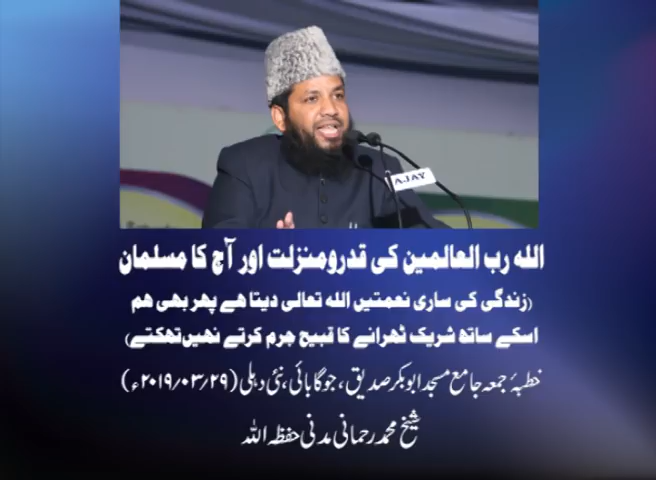 AJAY
الله رب العالمین کی قدرومنزلت اور آج کا مسلمان
(زندگی کی ساری نعمتیں الله تعالی دیتا ھے پھر بھی ھم
اسکے ساتھ شریک ٹھرانے کا قبیح جرم کرتے نھیں تھکتے)
خطبۂ جمعہ جامع مسجد ابوبکر صدیق، جوگابائی، نئی دہلی (۲۰۱۹/۰۳/۲۹ء)
شیخ محمد رحمانی مدنی حفظہ اللہ